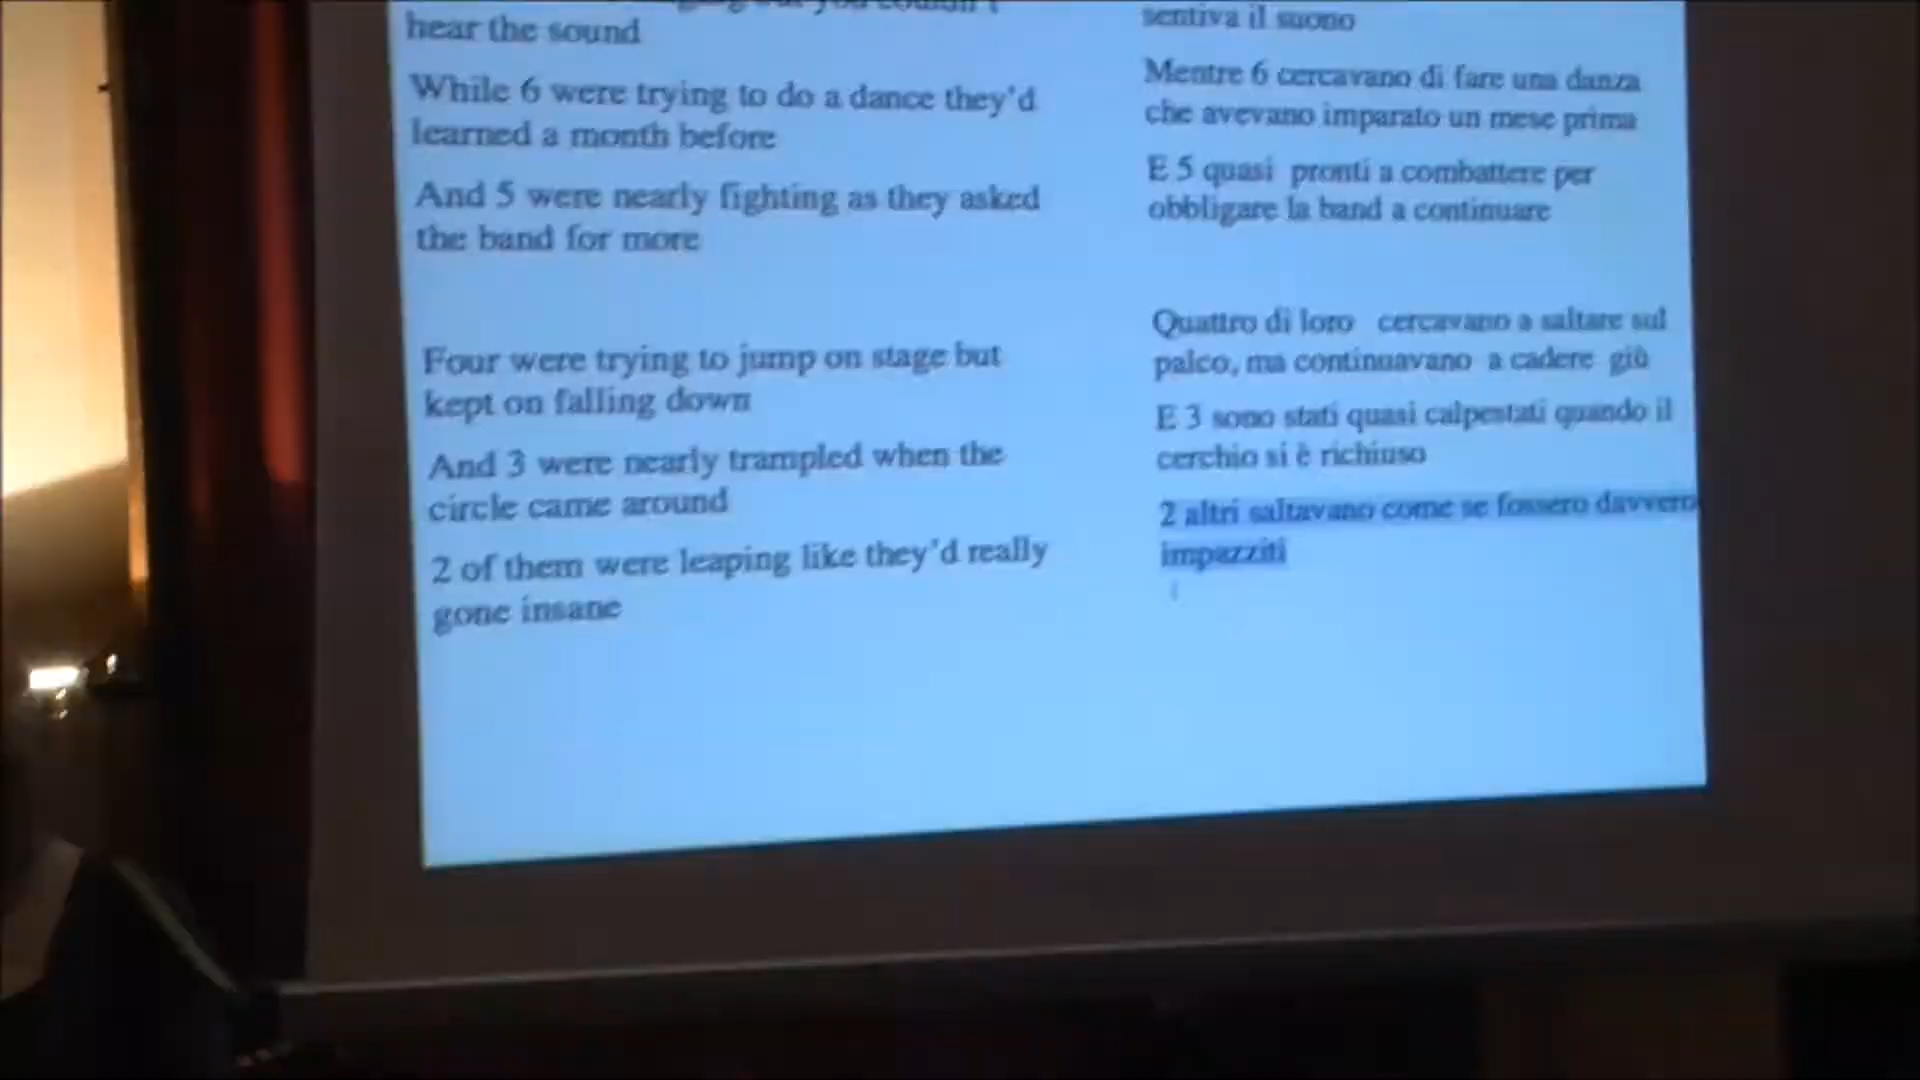 you couldn't
hear the sound
While 6 were trying to do a dance they'd
learned a month before
And 5 were nearly fighting as they asked
the band for more
Four were trying to jump on stage but
kept on falling down
And 3 were nearly trampled when the
circle came around
2 of them were leaping like they'd really
gone insane
sentiva il suono
Mentre 6 cercavano di fare una danza
che avevano imparato un mese prima
E 5 quasi pronti a combattere per
obbligare la band a continuare
Quattro di loro cercavano a saltare sul
palco, ma continuavano a cadere giù
E 3 sono stati quasi calpestati quando il
cerchio si è richiuso
2 altri saltavano come se fossero davvero
impazziti